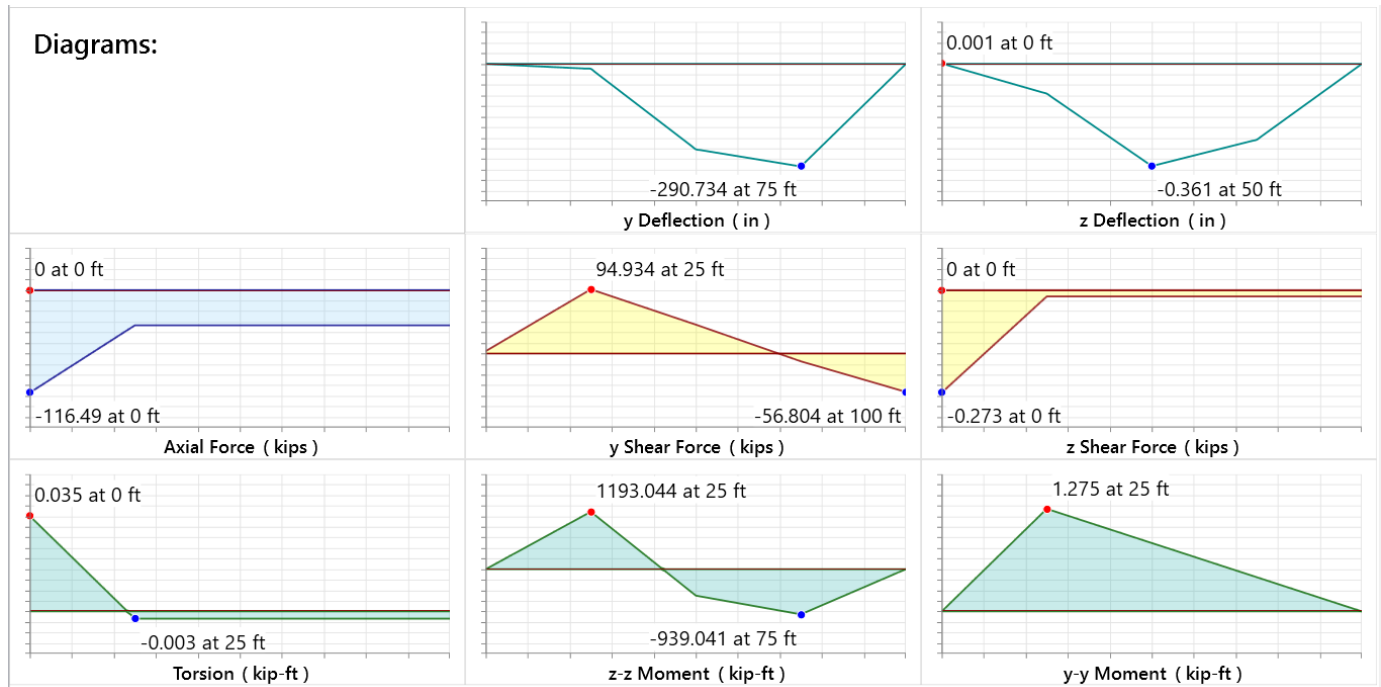 Diagrams:
-290.734 at 75 ft
y Deflection ( in )
0.001 at 0 ft
-0.361 at 50 ft
z Deflection ( in )
0 at 0 ft
-116.49 at 0 ft
Axial Force ( kips )
94.934 at 25 ft
-56.804 at 100 ft
y Shear Force ( kips )
0 at 0 ft
-0.273 at 0 ft
z Shear Force ( kips )
0.035 at 0 ft
-0.003 at 25 ft
Torsion ( kip-ft )
1193.044 at 25 ft
-939.041 at 75 ft
z-z Moment ( kip-ft )
1.275 at 25 ft
y-y Moment ( kip-ft )